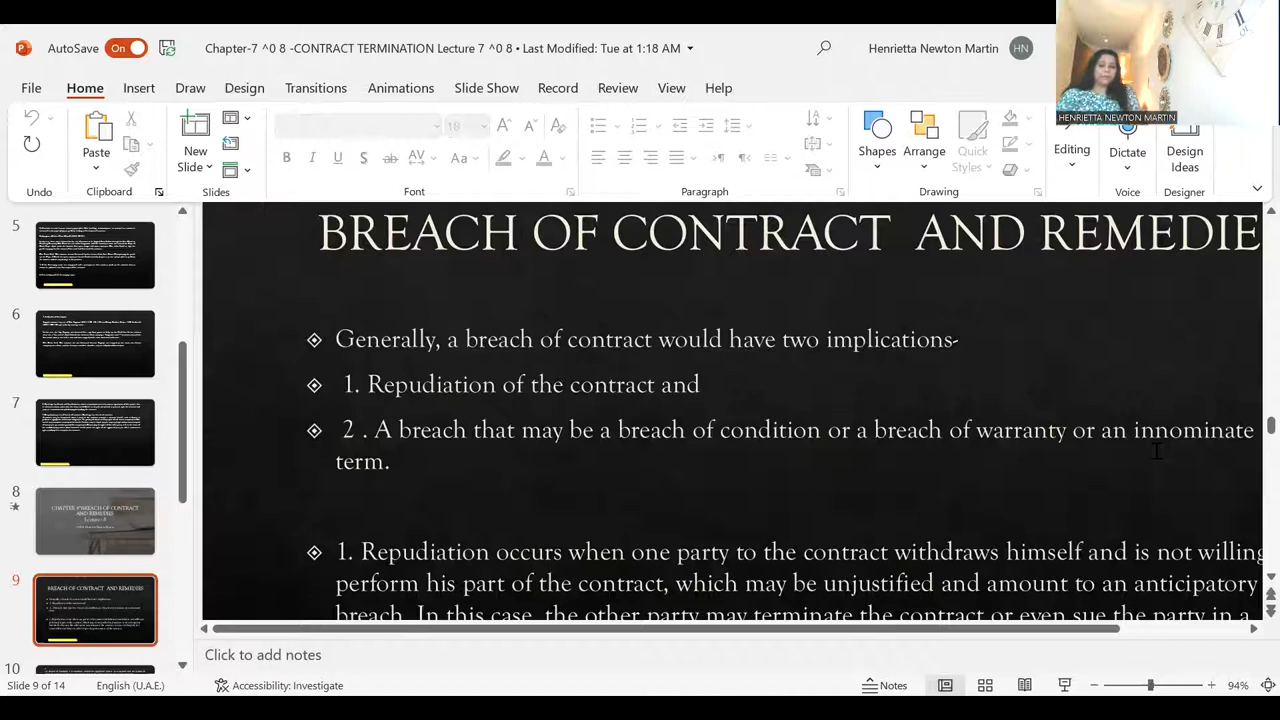 AutoSave On Chapter-7 ^0 8 -CONTRACT TERMINATION Lecture 7 ^0 8 • Last Modified: Tue at 1:18 AM Henrietta Newton Martin HN
HENRIETTA NEWTON MARTIN
File Home Insert Draw Design Transitions Animations Slide Show Record Review View Help
18
Paste New Slide Shapes Arrange Quick Styles Editing Dictate Design Ideas
Undo Clipboard Slides Font Paragraph Drawing Voice Designer
5
6
7
8
CHAPTER 8 BREACH OF CONTRACT
AND REMEDIES
Lecture - 8
9
BREACH OF CONTRACT AND REMEDIES
10
BREACH OF CONTRACT AND REMEDIE
Generally, a breach of contract would have two implications-
1. Repudiation of the contract and
2 . A breach that may be a breach of condition or a breach of warranty or an innominate
term.
1. Repudiation occurs when one party to the contract withdraws himself and is not willing
perform his part of the contract, which may be unjustified and amount to an anticipatory
breach. In this case the other party may terminate the contract or even sue the party in a
Click to add notes
Slide 9 of 14 English (U.A.E.) Accessibility: Investigate Notes 94%